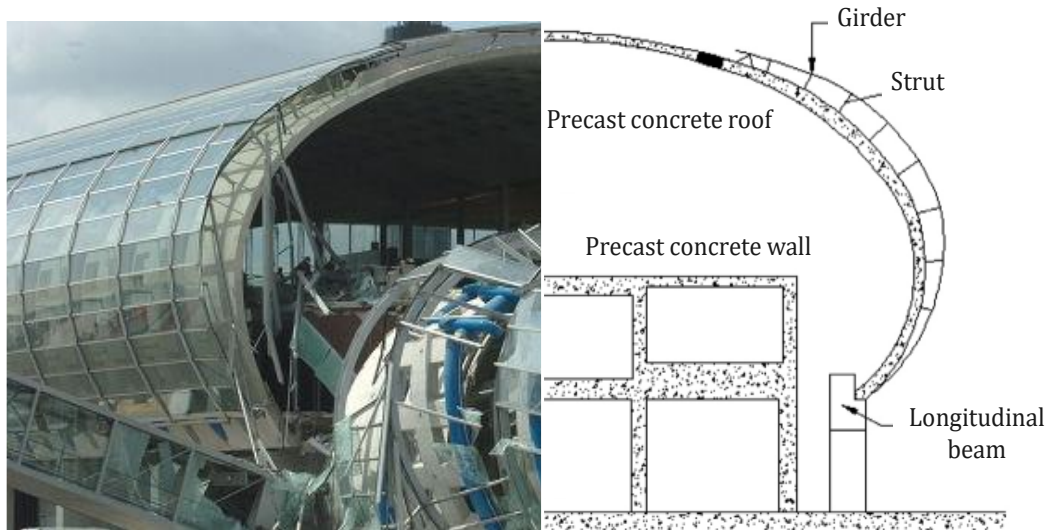 Girder
Strut
Precast concrete roof
Precast concrete wall
Longitudinal
beam